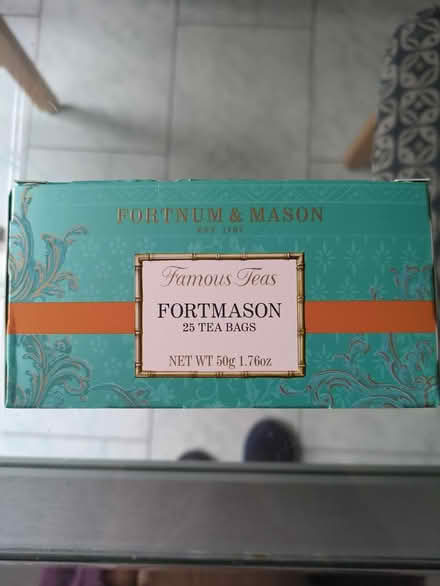 FORTNUM & MASON
EST 1707
Famous Teas
FORTMASON
25 TEA BAGS
NET WT 50g 1.76oz